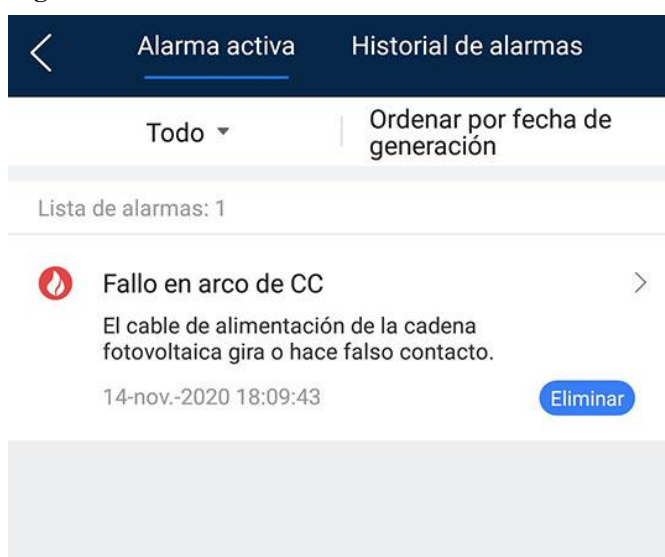 Alarma activa
Historial de alarmas
Todo
Ordenar por fecha de
generación
Lista de alarmas: 1
Fallo en arco de CC
El cable de alimentación de la cadena
fotovoltaica gira o hace falso contacto.
14-nov.-2020 18:09:43
Eliminar